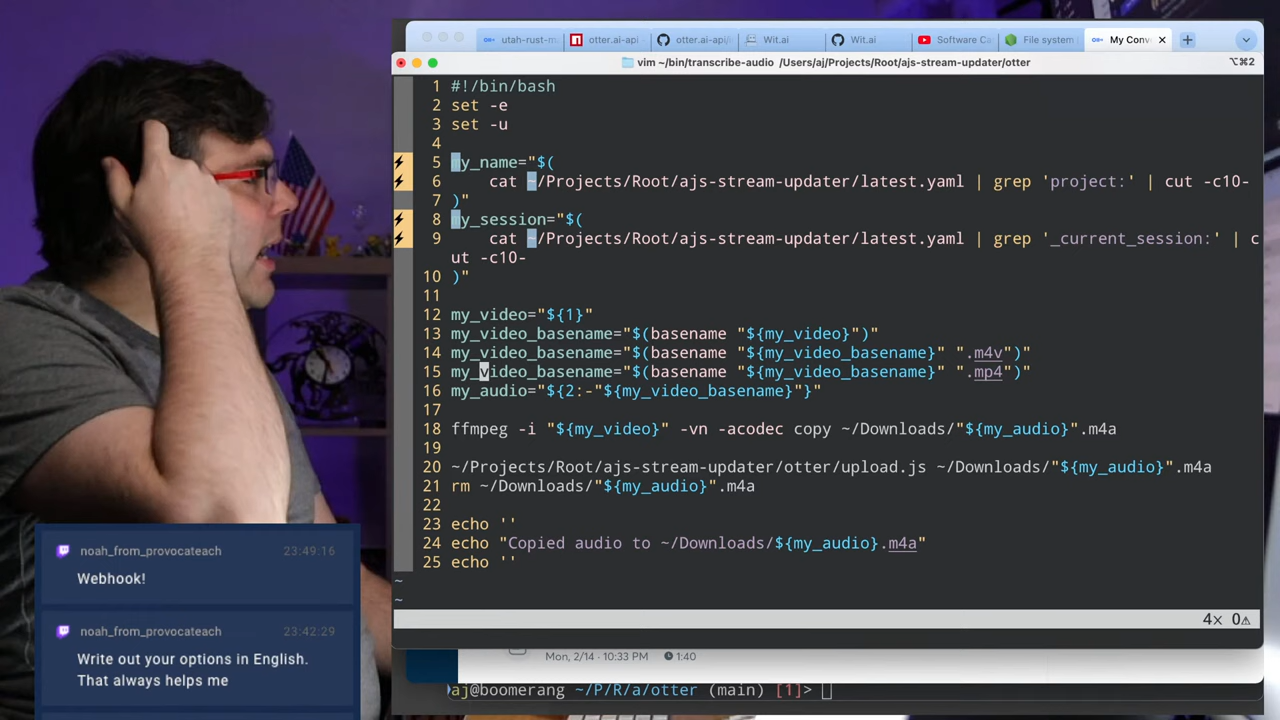 utah-rust-m
otter.ai-api
otter.ai-api/
Wit.ai
Wit.ai
Software Ca
File system
My Conv
vim ~/bin/transcribe-audio /Users/aj/Projects/Root/ajs-stream-updater/otter
⌥⌘2
1 #!/bin/bash
2 set -e
3 set -u
4
5 my_name="$(
6 cat ~/Projects/Root/ajs-stream-updater/latest.yaml | grep 'project:' | cut -c10-
7 )"
8 my_session="$(
9 cat ~/Projects/Root/ajs-stream-updater/latest.yaml | grep '_current_session:' | c
ut -c10-
10 )"
11
12 my_video="${1}"
13 my_video_basename="$(basename "${my_video}")"
14 my_video_basename="$(basename "${my_video_basename}" ".m4v")"
15 my_video_basename="$(basename "${my_video_basename}" ".mp4")"
16 my_audio="${2:-"${my_video_basename}"}"
17
18 ffmpeg -i "${my_video}" -vn -acodec copy ~/Downloads/"${my_audio}".m4a
19
20 ~/Projects/Root/ajs-stream-updater/otter/upload.js ~/Downloads/"${my_audio}".m4a
21 rm ~/Downloads/"${my_audio}".m4a
22
23 echo ''
24 echo "Copied audio to ~/Downloads/${my_audio}.m4a"
25 echo ''
~
~
4× 0⚠
Mon, 2/14 · 10:33 PM 1:40
aj@boomerang ~/P/R/a/otter (main) [1]>
noah_from_provocateach 23:49:16
Webhook!
noah_from_provocateach 23:42:29
Write out your options in English.
That always helps me